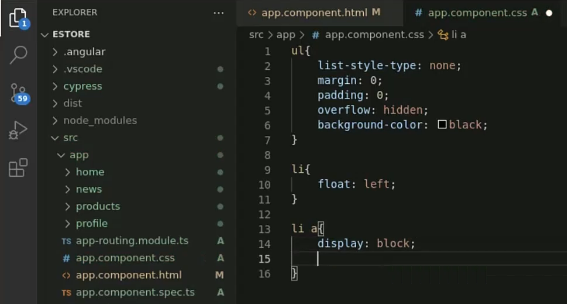 EXPLORER ...
1
ESTORE
.angular
.vscode
cypress
59
dist
node_modules
src
app
home
news
products
profile
TS app-routing.module.ts A
# app.component.css A
<> app.component.html M
TS app.component.spec.ts A
<> app.component.html M
# app.component.css A ●
src > app > # app.component.css > li a
1 ul{
2 list-style-type: none;
3 margin: 0;
4 padding: 0;
5 overflow: hidden;
6 background-color: black;
7 }
8
9 li{
10 float: left;
11 }
12
13 li a{
14 display: block;
15
16 }